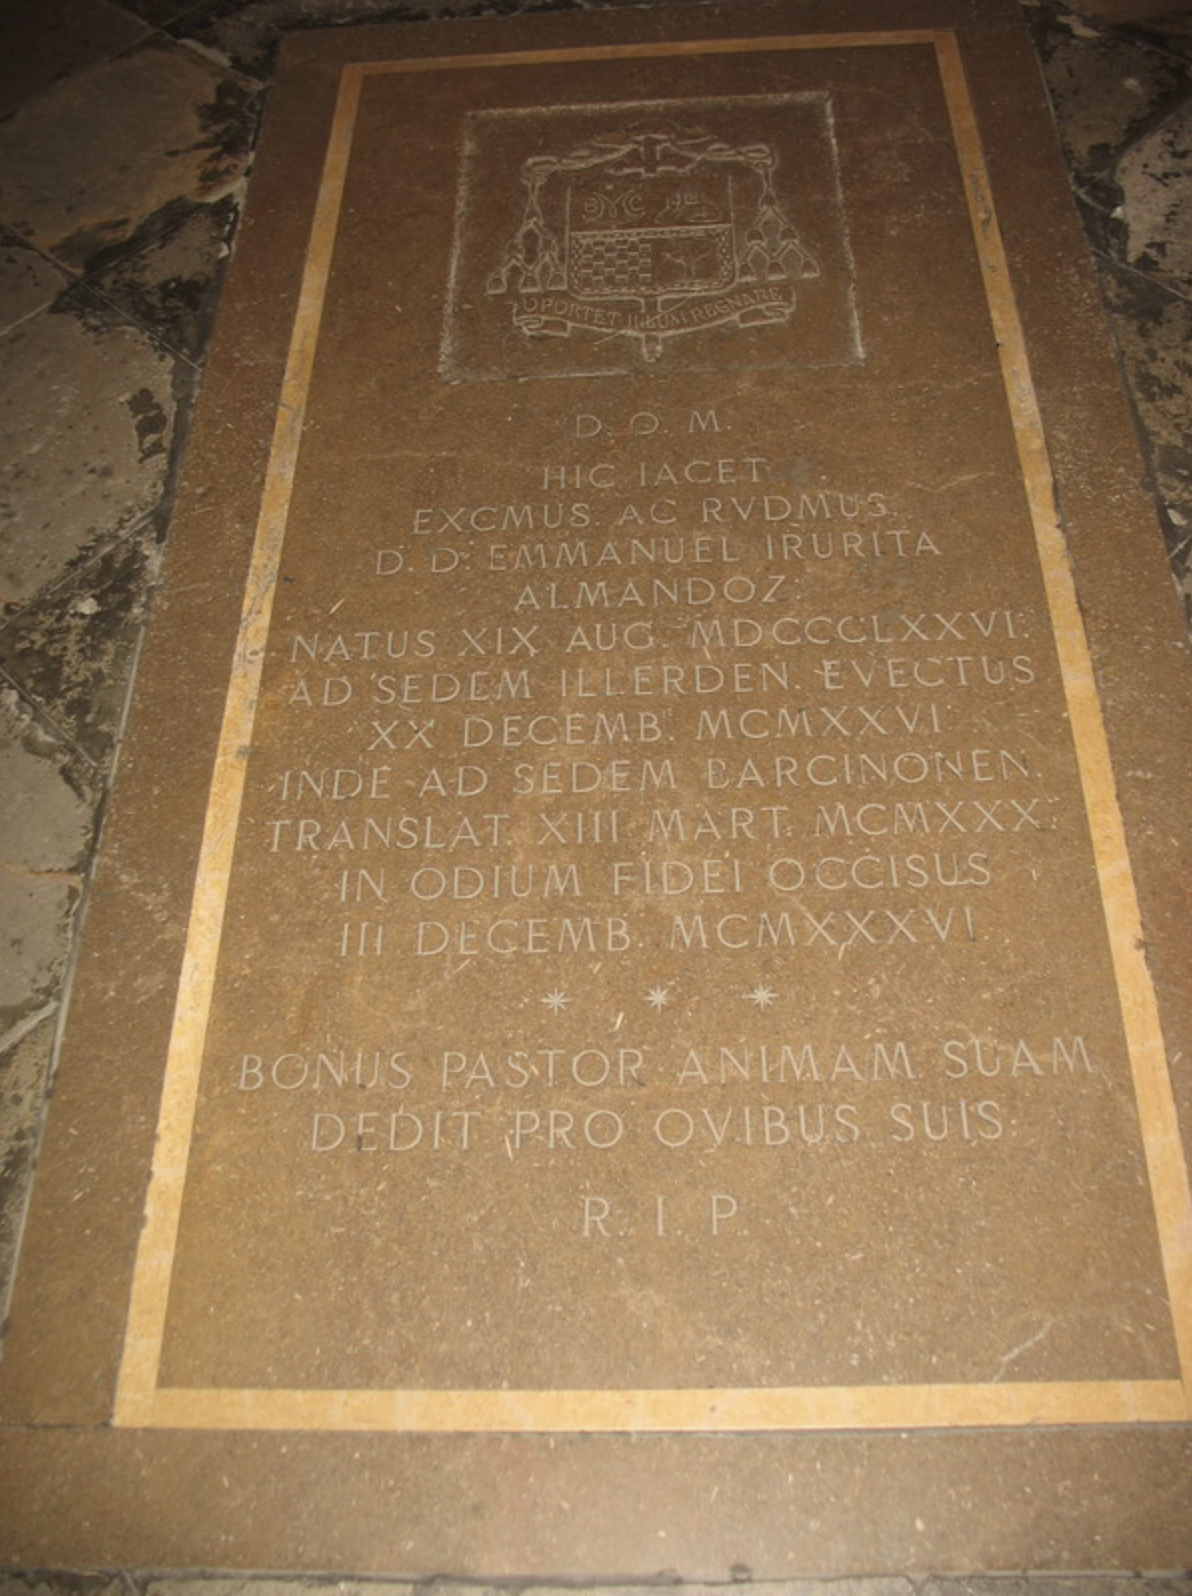 OPORTET ILLUM REGNARE
D. O. M.
HIC IACET
EXCMUS. AC RVDMUS.
D. D. EMMANUEL IRURITA
ALMANDOZ
NATUS XIX AUG. MDCCCLXXVI.
AD SEDEM ILLERDEN. EVECTUS
XX DECEMB. MCMXXVI
INDE AD SEDEM BARCINONEN.
TRANSLAT. XIII MART. MCMXXX.
IN ODIUM FIDEI OCCISUS
III DECEMB. MCMXXXVI
BONUS PASTOR ANIMAM SUAM
DEDIT PRO OVIBUS SUIS.
R. I. P.